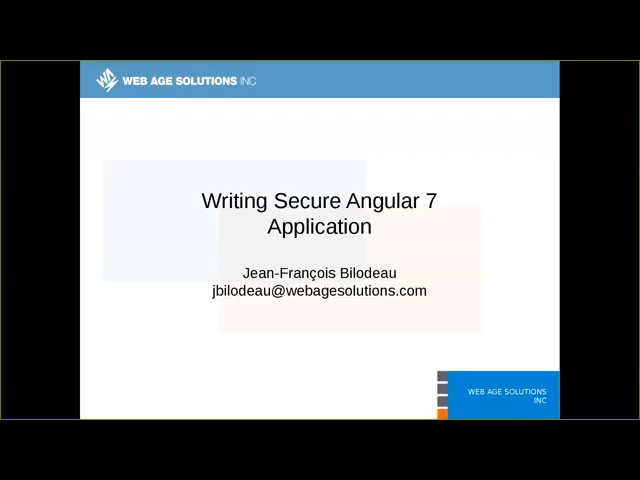 WEB AGE SOLUTIONS INC
Writing Secure Angular 7
Application
Jean-François Bilodeau
jbilodeau@webagesolutions.com
WEB AGE SOLUTIONS
INC